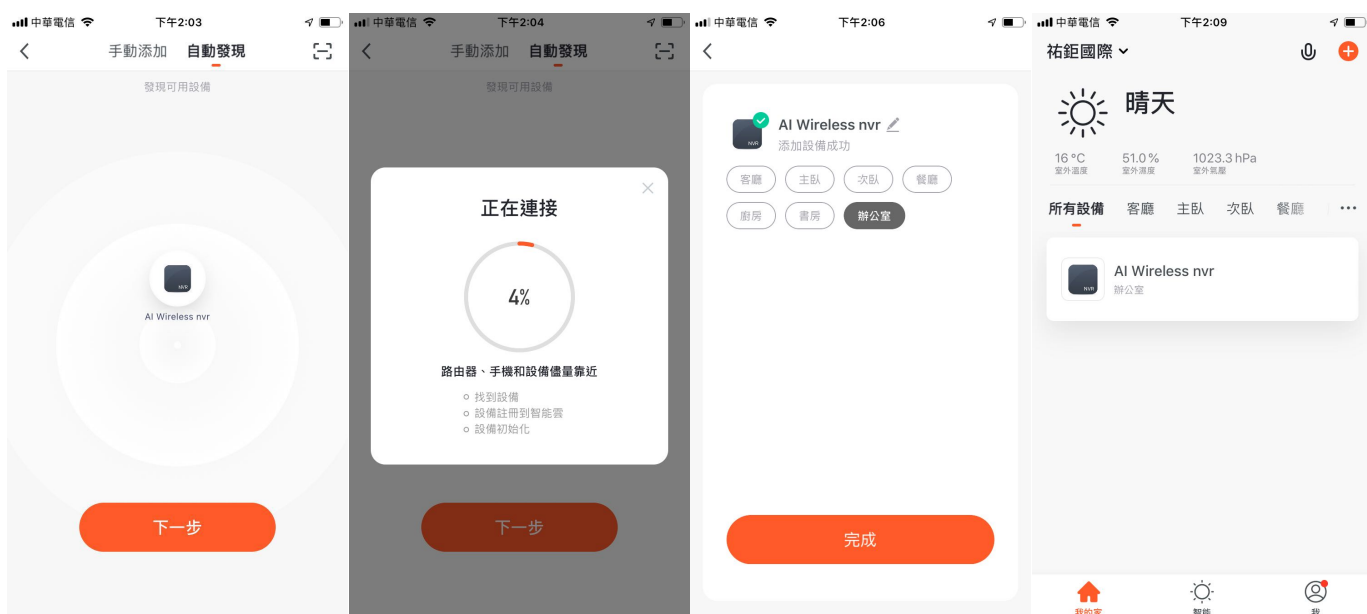 中華電信
下午2:03
手動添加 自動發現
發現可用設備
NVR
AI Wireless nvr
下一步
中華電信
下午2:04
手動添加 自動發現
發現可用設備
正在連接
4%
路由器、手機和設備儘量靠近
找到設備
設備註冊到智能雲
設備初始化
下一步
中華電信
下午2:06
NVR
AI Wireless nvr
添加設備成功
客廳 主臥 次臥 餐廳
廚房 書房 辦公室
完成
中華電信
下午2:09
祐鉅國際
晴天
16 °C 51.0 % 1023.3 hPa
室外溫度 室外濕度 室外氣壓
所有設備 客廳 主臥 次臥 餐廳
NVR
AI Wireless nvr
辦公室
我的家 智能 我